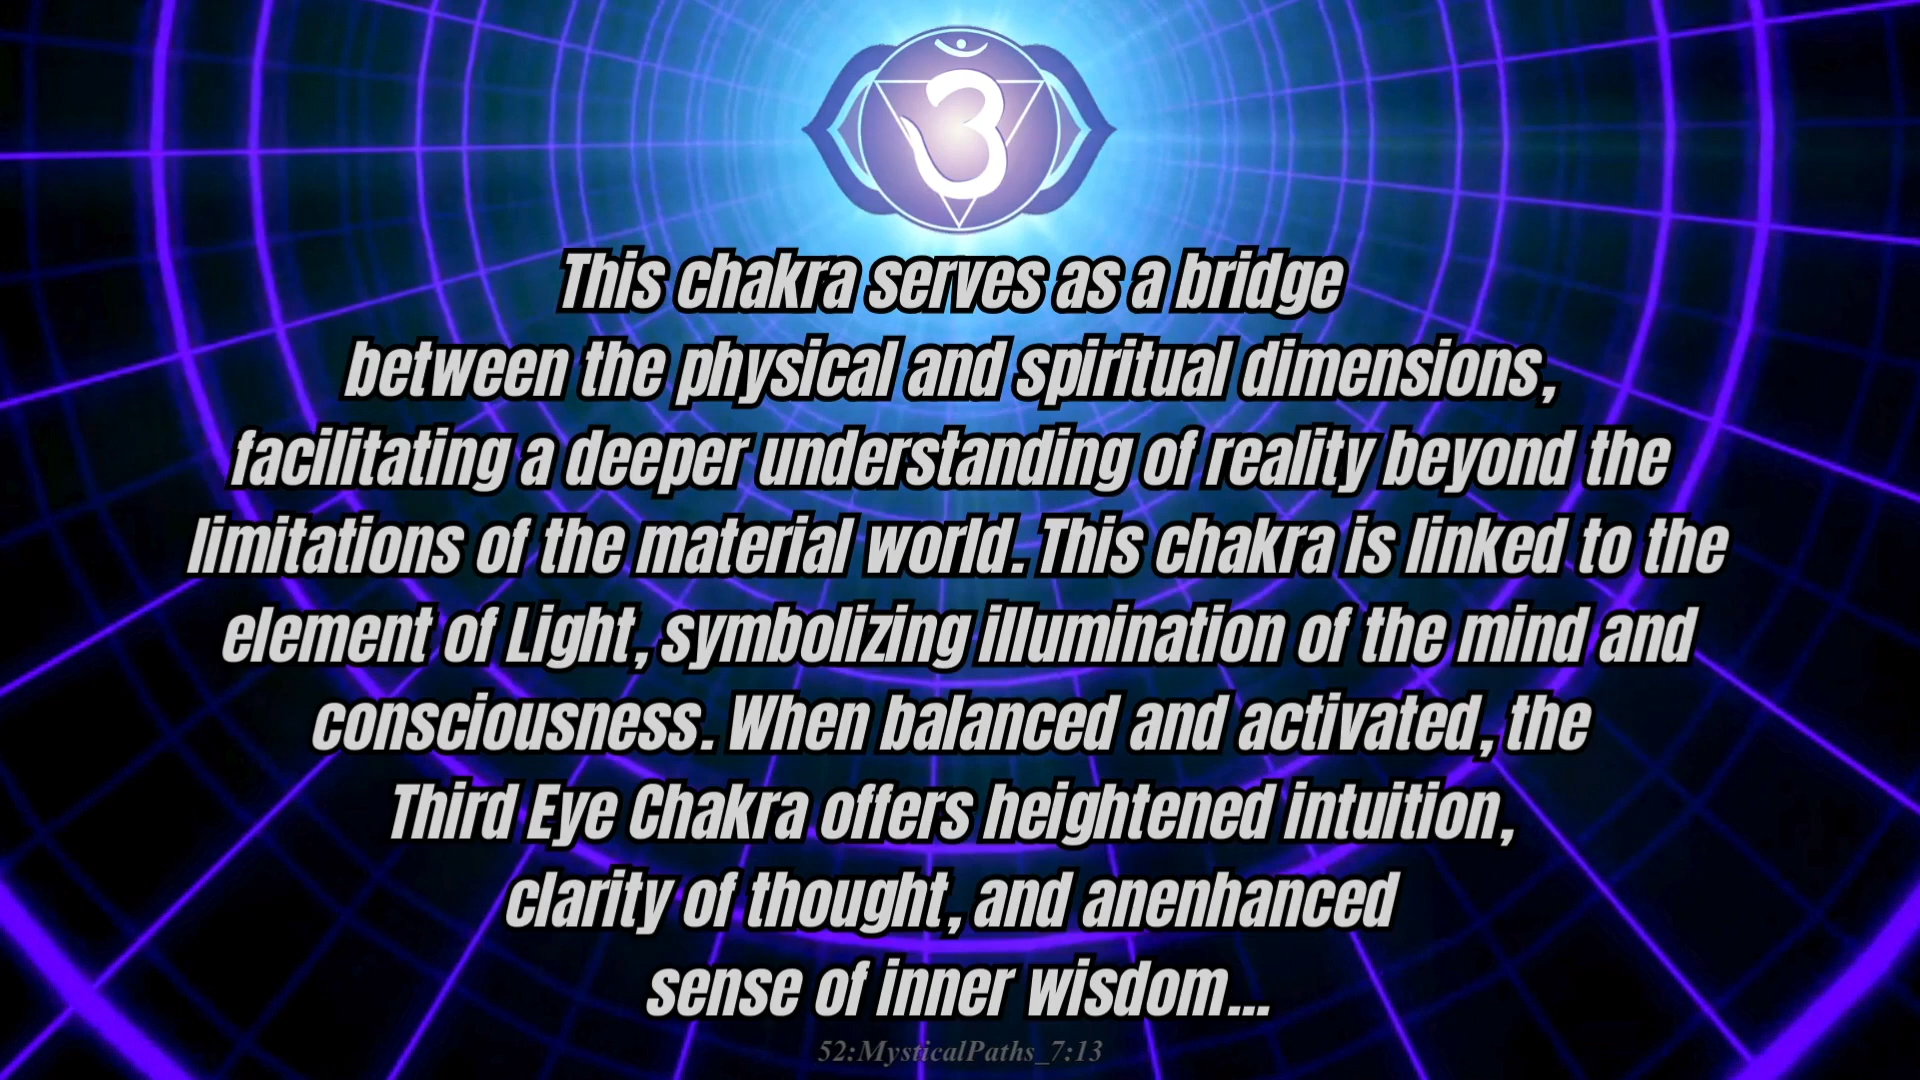 This chakra serves as a bridge
between the physical and spiritual dimensions,
facilitating a deeper understanding of reality beyond the
limitations of the material world. This chakra is linked to the
element of Light, symbolizing illumination of the mind and
consciousness. When balanced and activated, the
Third Eye Chakra offers heightened intuition,
clarity of thought, and anenhanced
sense of inner wisdom...
52:MysticalPaths_7:13